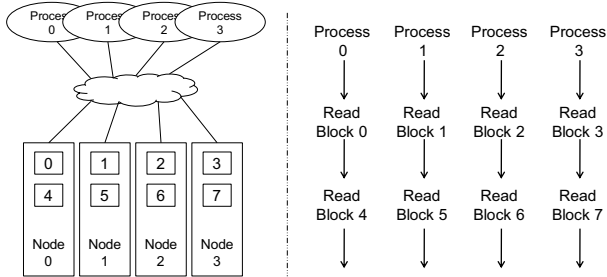 Process Process Process Process
0 1 2 3
0 1 2 3
4 5 6 7
Node Node Node Node
0 1 2 3
Process Process Process Process
0 1 2 3
Read Read Read Read
Block 0 Block 1 Block 2 Block 3
Read Read Read Read
Block 4 Block 5 Block 6 Block 7